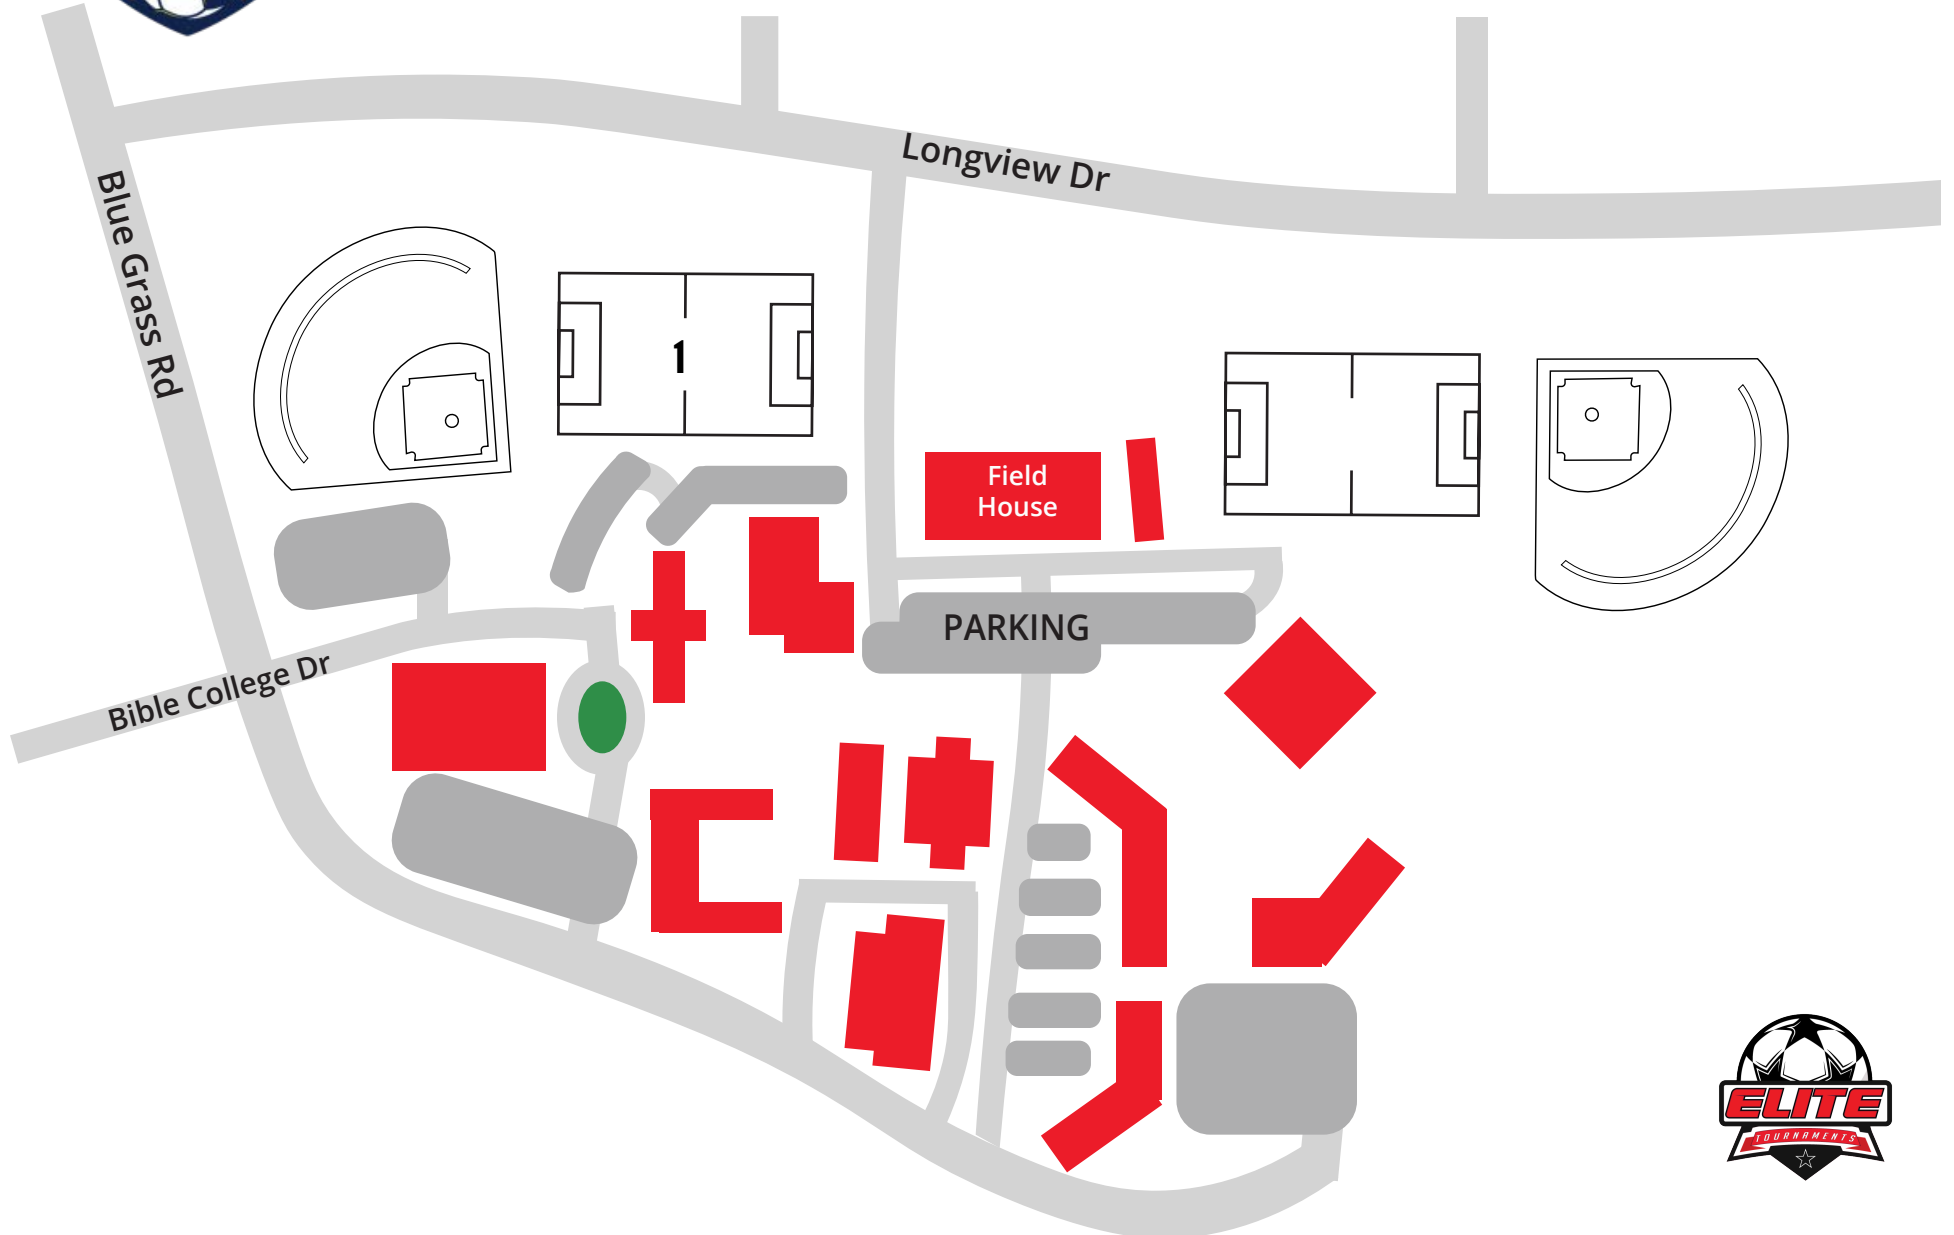 Longview Dr
Blue Grass Rd
1
Field
House
PARKING
Bible College Dr
ELITE
TOURNAMENTS